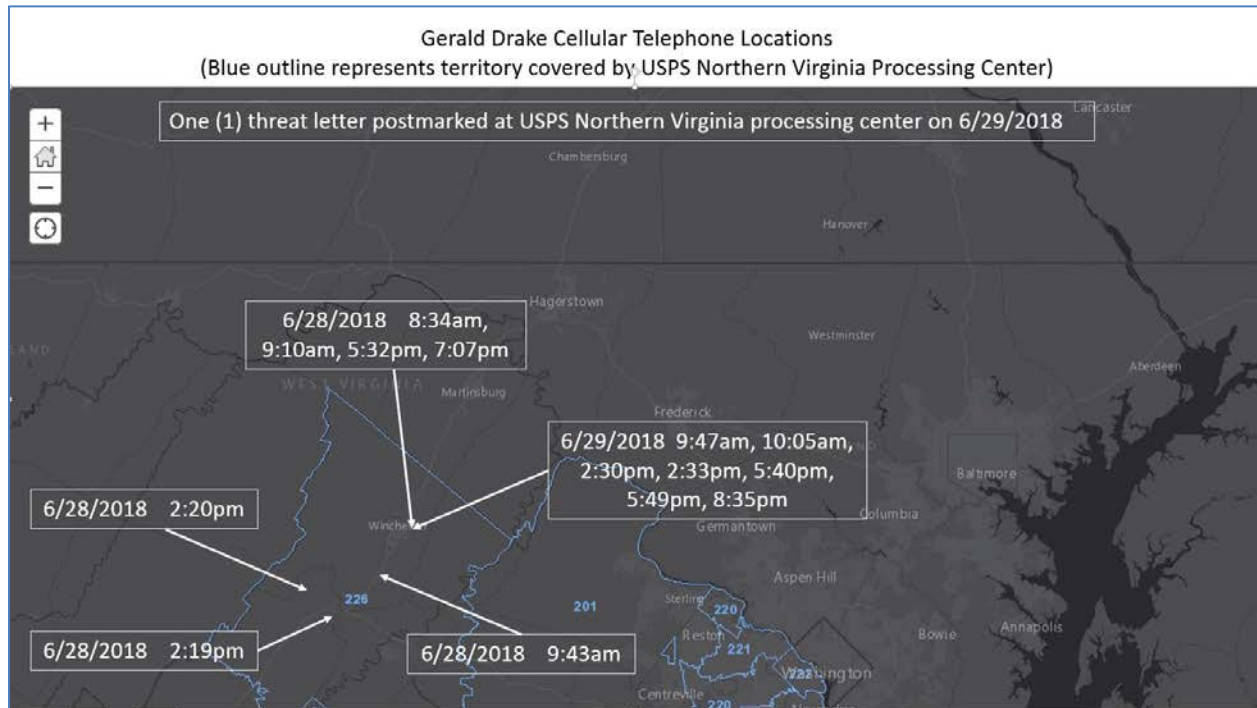 Gerald Drake Cellular Telephone Locations
(Blue outline represents territory covered by USPS Northern Virginia Processing Center)
One (1) threat letter postmarked at USPS Northern Virginia processing center on 6/29/2018
Lancaster
Chambersburg
Hanover
Hagerstown
6/28/2018 8:34am,
9:10am, 5:32pm, 7:07pm
Westminster
Aberdeen
WEST VIRGINIA
Martinsburg
Frederick
6/29/2018 9:47am, 10:05am,
2:30pm, 2:33pm, 5:40pm,
5:49pm, 8:35pm
Baltimore
6/28/2018 2:20pm
Columbia
Germantown
Aspen Hill
226
201
Sterling
220
Reston
221
Bowie
Annapolis
6/28/2018 2:19pm
6/28/2018 9:43am
222
Washington
Centreville
220